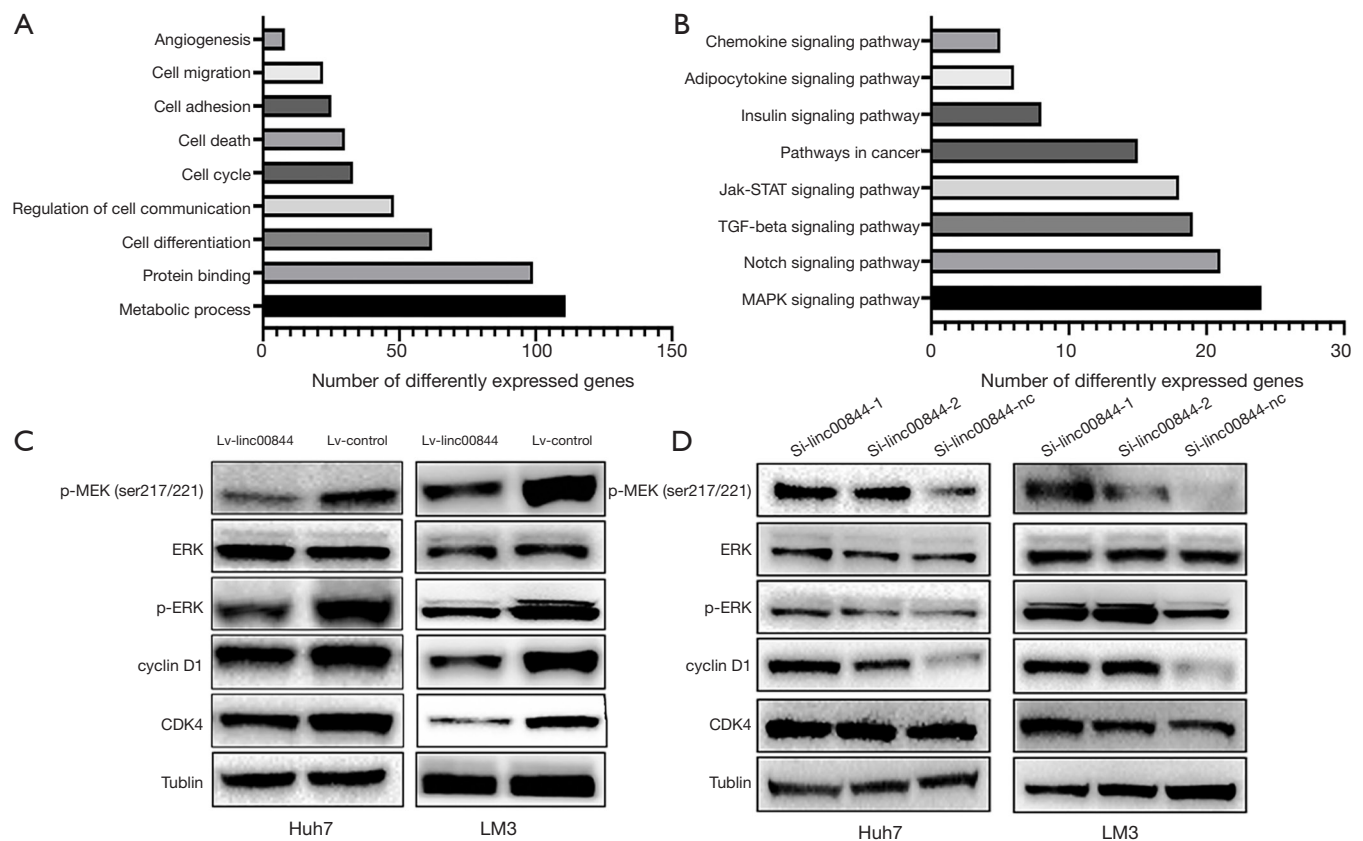 A
Angiogenesis
Cell migration
Cell adhesion
Cell death
Cell cycle
Regulation of cell communication
Cell differentiation
Protein binding
Metabolic process
0 50 100 150
Number of differently expressed genes
B
Chemokine signaling pathway
Adipocytokine signaling pathway
Insulin signaling pathway
Pathways in cancer
Jak-STAT signaling pathway
TGF-beta signaling pathway
Notch signaling pathway
MAPK signaling pathway
0 10 20 30
Number of differently expressed genes
C
Lv-linc00844 Lv-control Lv-linc00844 Lv-control
p-MEK (ser217/221)
ERK
p-ERK
cyclin D1
CDK4
Tublin
Huh7 LM3
D
Si-linc00844-1 Si-linc00844-2 Si-linc00844-nc Si-linc00844-1 Si-linc00844-2 Si-linc00844-nc
p-MEK (ser217/221)
ERK
p-ERK
cyclin D1
CDK4
Tublin
Huh7 LM3